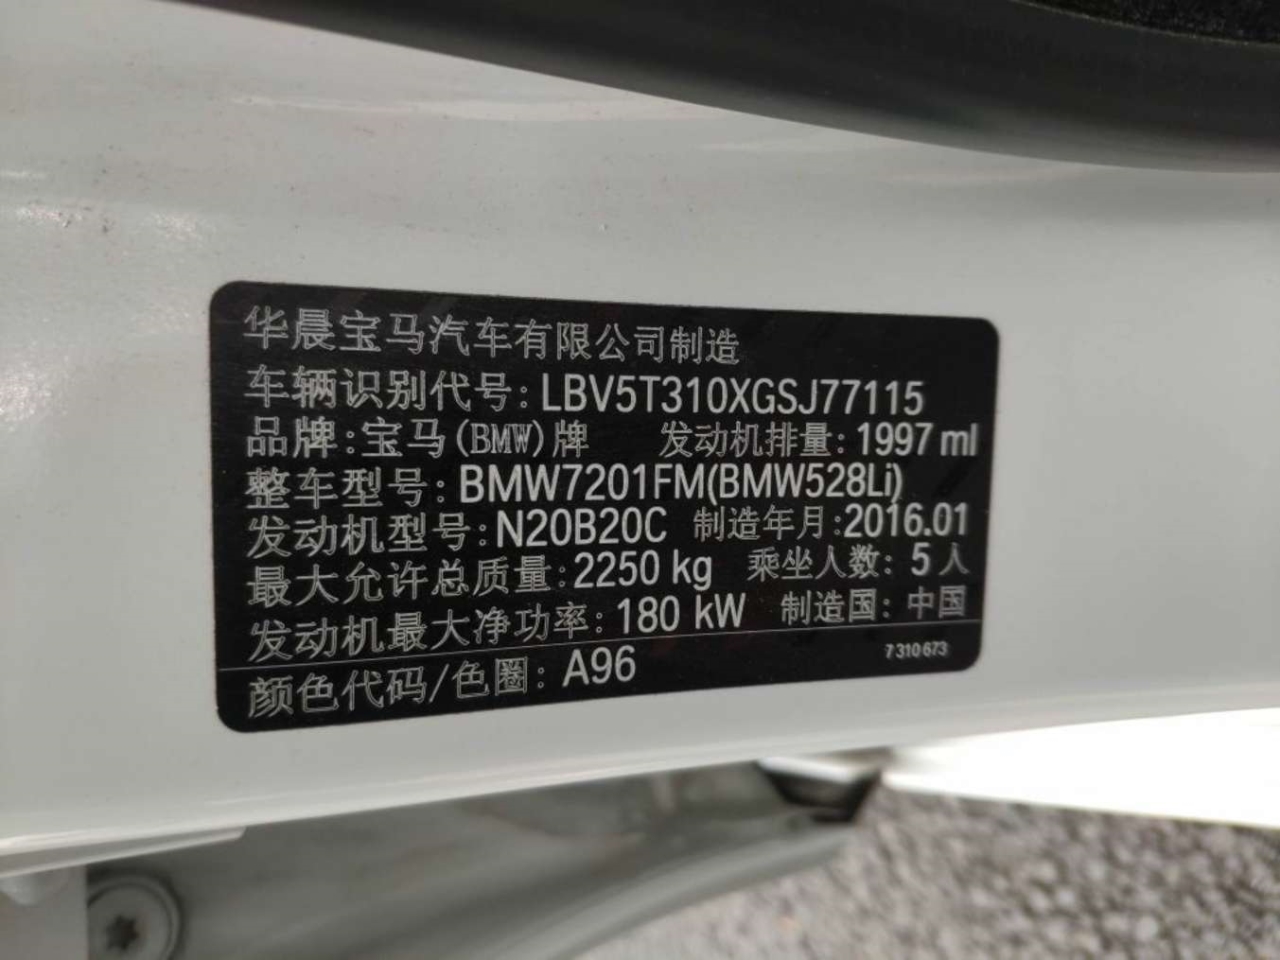 华晨宝马汽车有限公司制造
车辆识别代号: LBV5T310XGSJ77115
品牌:宝马(BMW)牌 发动机排量: 1997 ml
整车型号: BMW7201FM(BMW528Li)
发动机型号: N20B20C 制造年月: 2016.01
最大允许总质量: 2250 kg 乘坐人数: 5 人
发动机最大净功率: 180 kW 制造国: 中国
颜色代码/色圈: A96 7310673